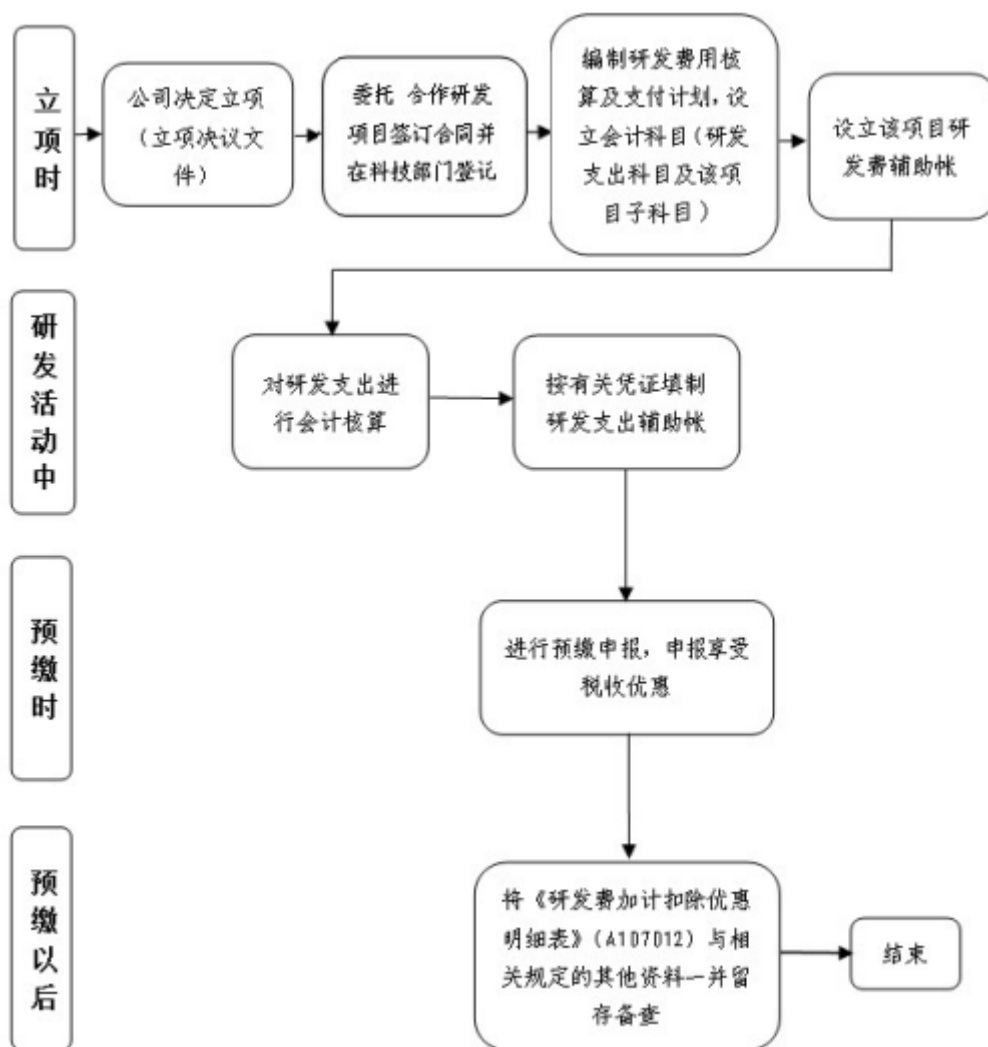 立项时
公司决定立项
（立项决议文
件）
委托 合作研发
项目签订合同并
在科技部门登记
编制研发费用核
算及支付计划，设
立会计科目（研发
支出科目及该项
目子科目）
设立该项目研
发费辅助帐
研发活动中
对研发支出进
行会计核算
按有关凭证填制
研发支出辅助帐
预缴时
进行预缴申报，申报享受
税收优惠
预缴以后
将《研发费加计扣除优惠
明细表》（A107012）与相
关规定的其他资料一并留
存备查
结束